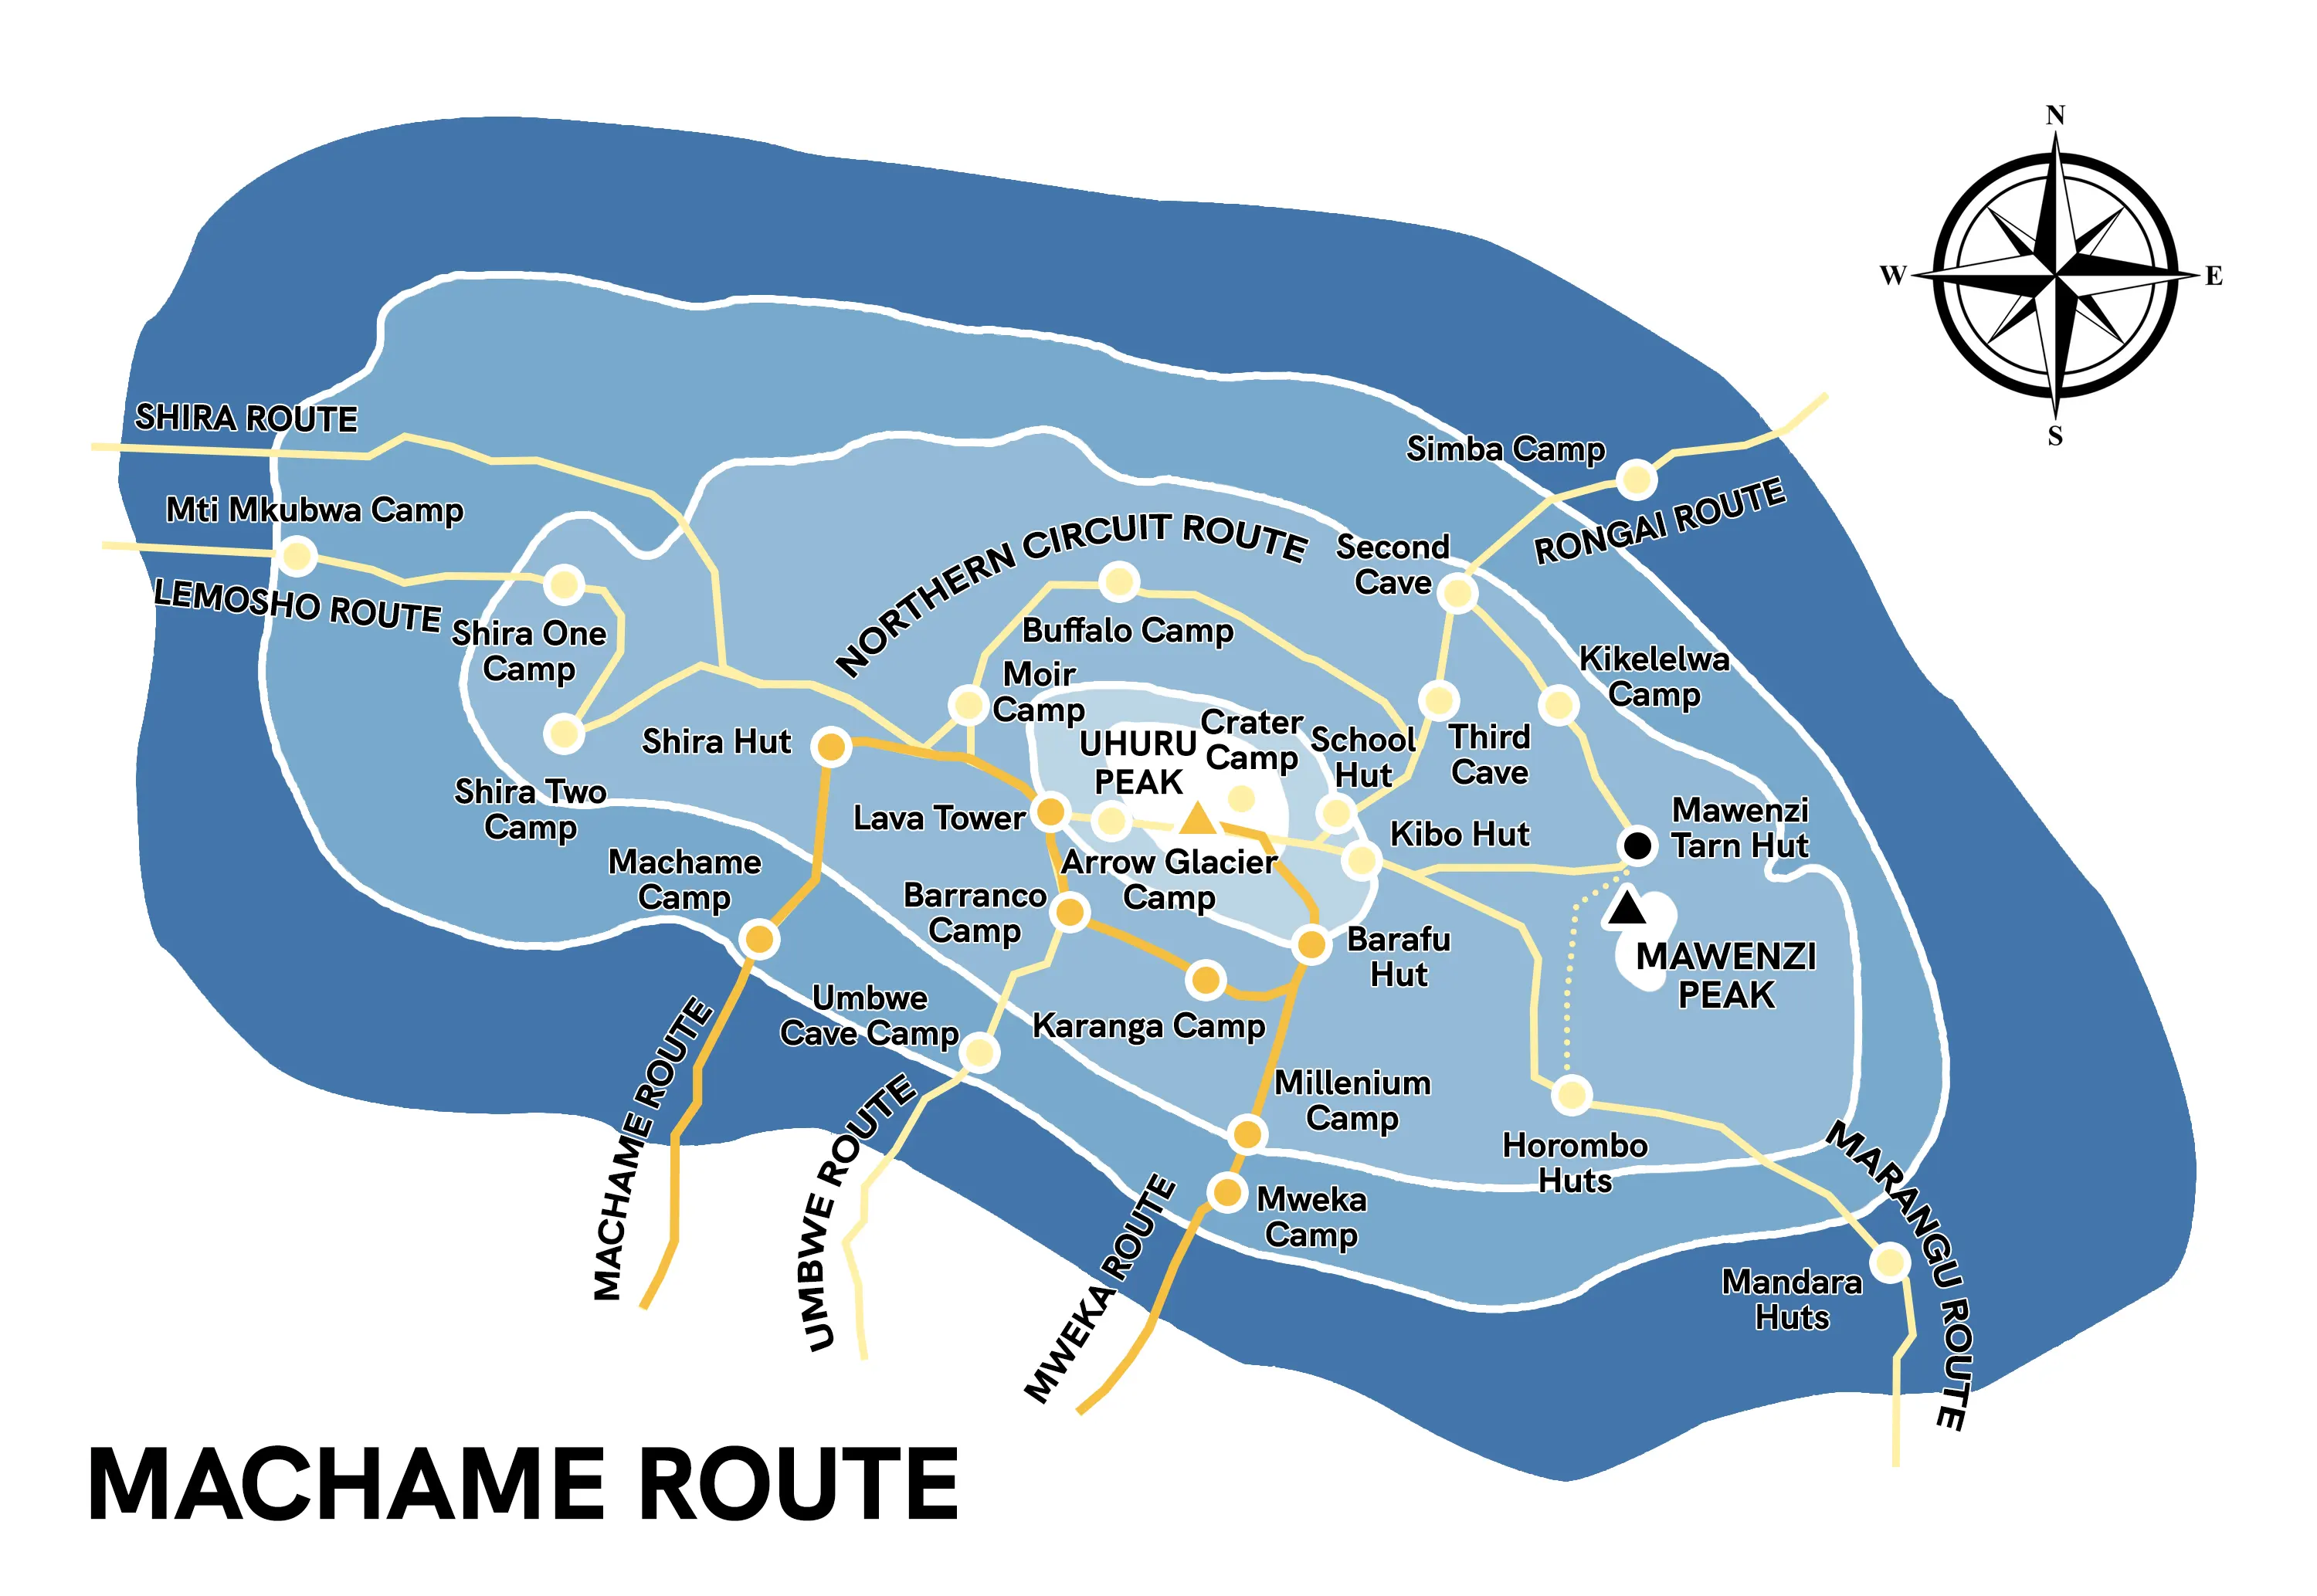 N
W
E
S
SHIRA ROUTE
Simba Camp
Mti Mkubwa Camp
RONGAI ROUTE
NORTHERN CIRCUIT ROUTE
Second
Cave
LEMOSHO ROUTE
Shira One
Camp
Buffalo Camp
Kikelelwa
Camp
Moir
Camp
Crater
Camp
UHURU
PEAK
School
Hut
Third
Cave
Shira Hut
Shira Two
Camp
Lava Tower
Kibo Hut
Mawenzi
Tarn Hut
Machame
Camp
Arrow Glacier
Camp
Barranco
Camp
Barafu
Hut
MAWENZI
PEAK
Umbwe
Cave Camp
Karanga Camp
MACHAME ROUTE
UMBWE ROUTE
Millenium
Camp
Horombo
Huts
MARANGU ROUTE
MWEKA ROUTE
Mweka
Camp
Mandara
Huts
MACHAME ROUTE